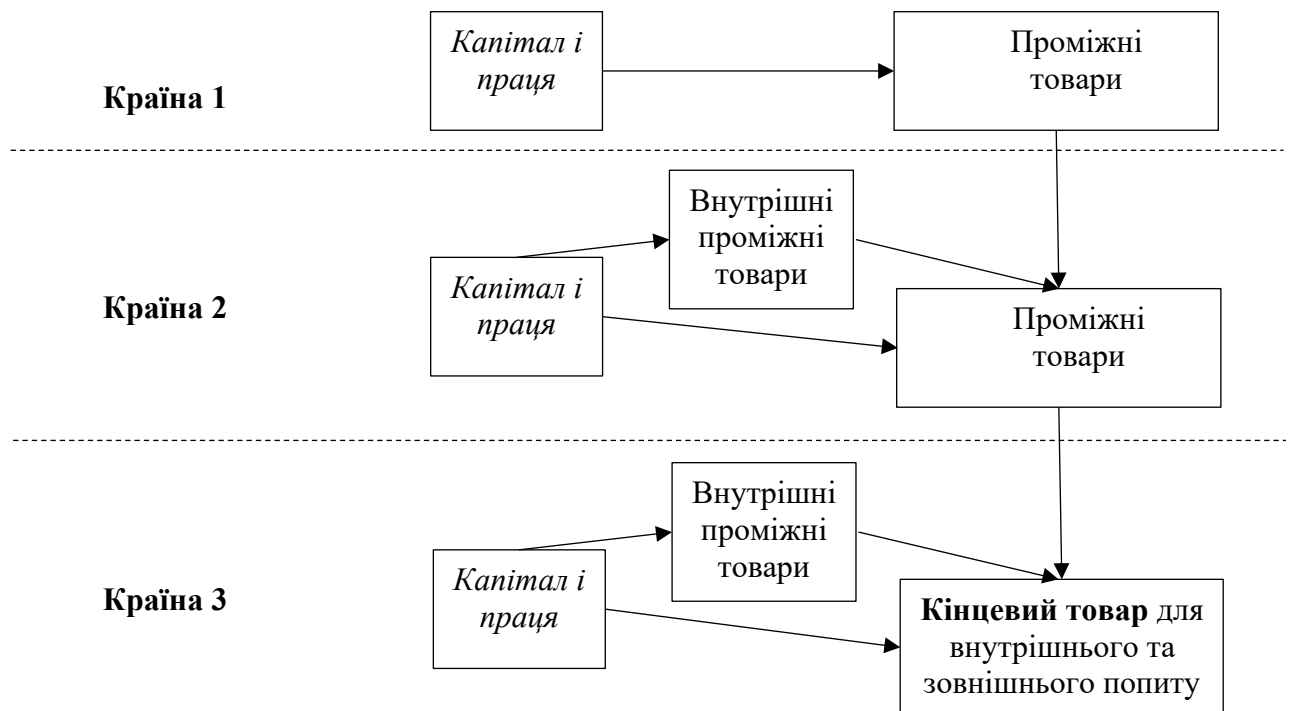 Країна 1
Капітал і
праця
Проміжні
товари
Країна 2
Капітал і
праця
Внутрішні
проміжні
товари
Проміжні
товари
Країна 3
Капітал і
праця
Внутрішні
проміжні
товари
Кінцевий товар для
внутрішнього та
зовнішнього попиту